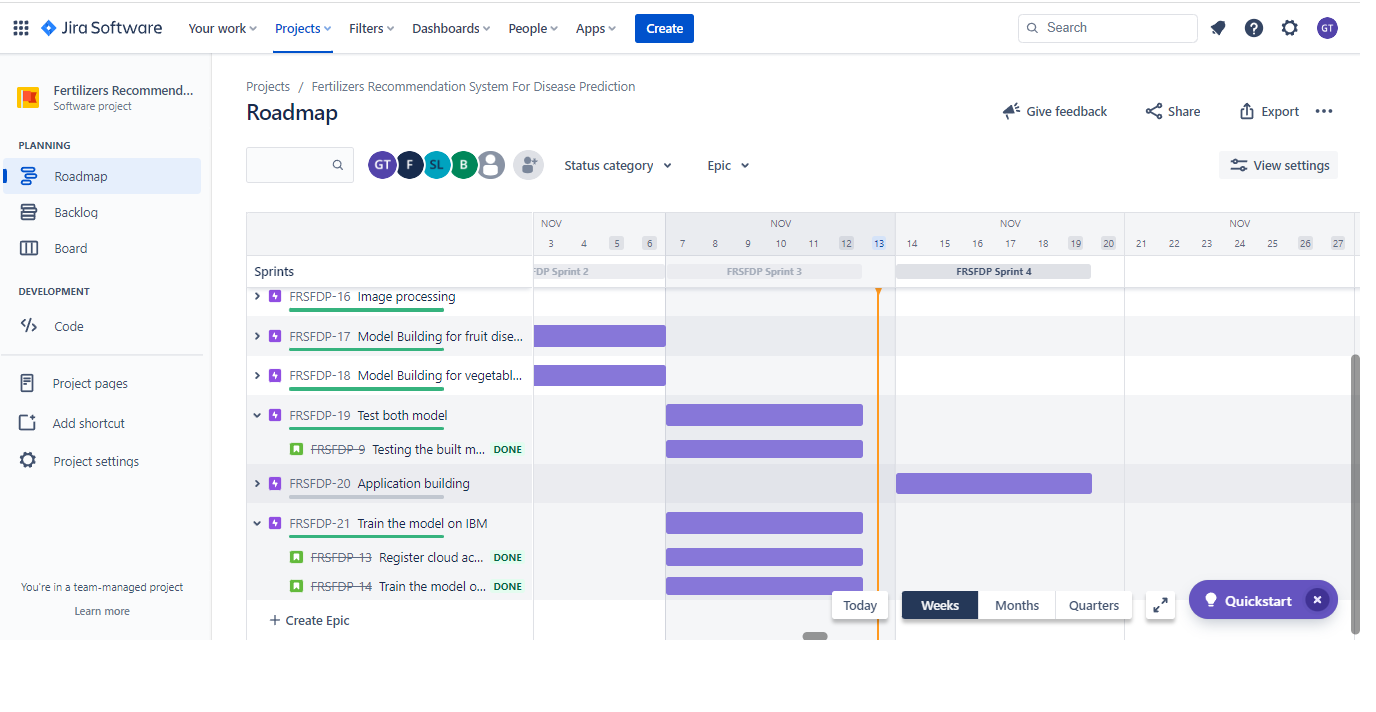 Jira Software Your work Projects Filters Dashboards People Apps Create Search GT
Fertilizers Recommend...
Software project
PLANNING
Roadmap
Backlog
Board
DEVELOPMENT
Code
Project pages
Add shortcut
Project settings
You're in a team-managed project
Learn more
Projects / Fertilizers Recommendation System For Disease Prediction
Roadmap
Give feedback Share Export
GT F SL B Status category Epic View settings
NOV NOV NOV NOV
3 4 5 6 7 8 9 10 11 12 13 14 15 16 17 18 19 20 21 22 23 24 25 26 27
Sprints FDP Sprint 2 FRSFDP Sprint 3 FRSFDP Sprint 4
FRSFDP-16 Image processing
FRSFDP-17 Model Building for fruit dise...
FRSFDP-18 Model Building for vegetabl...
FRSFDP-19 Test both model
FRSFDP-9 Testing the built m... DONE
FRSFDP-20 Application building
FRSFDP-21 Train the model on IBM
FRSFDP-13 Register cloud ac... DONE
FRSFDP-14 Train the model o... DONE
Create Epic
Today Weeks Months Quarters Quickstart